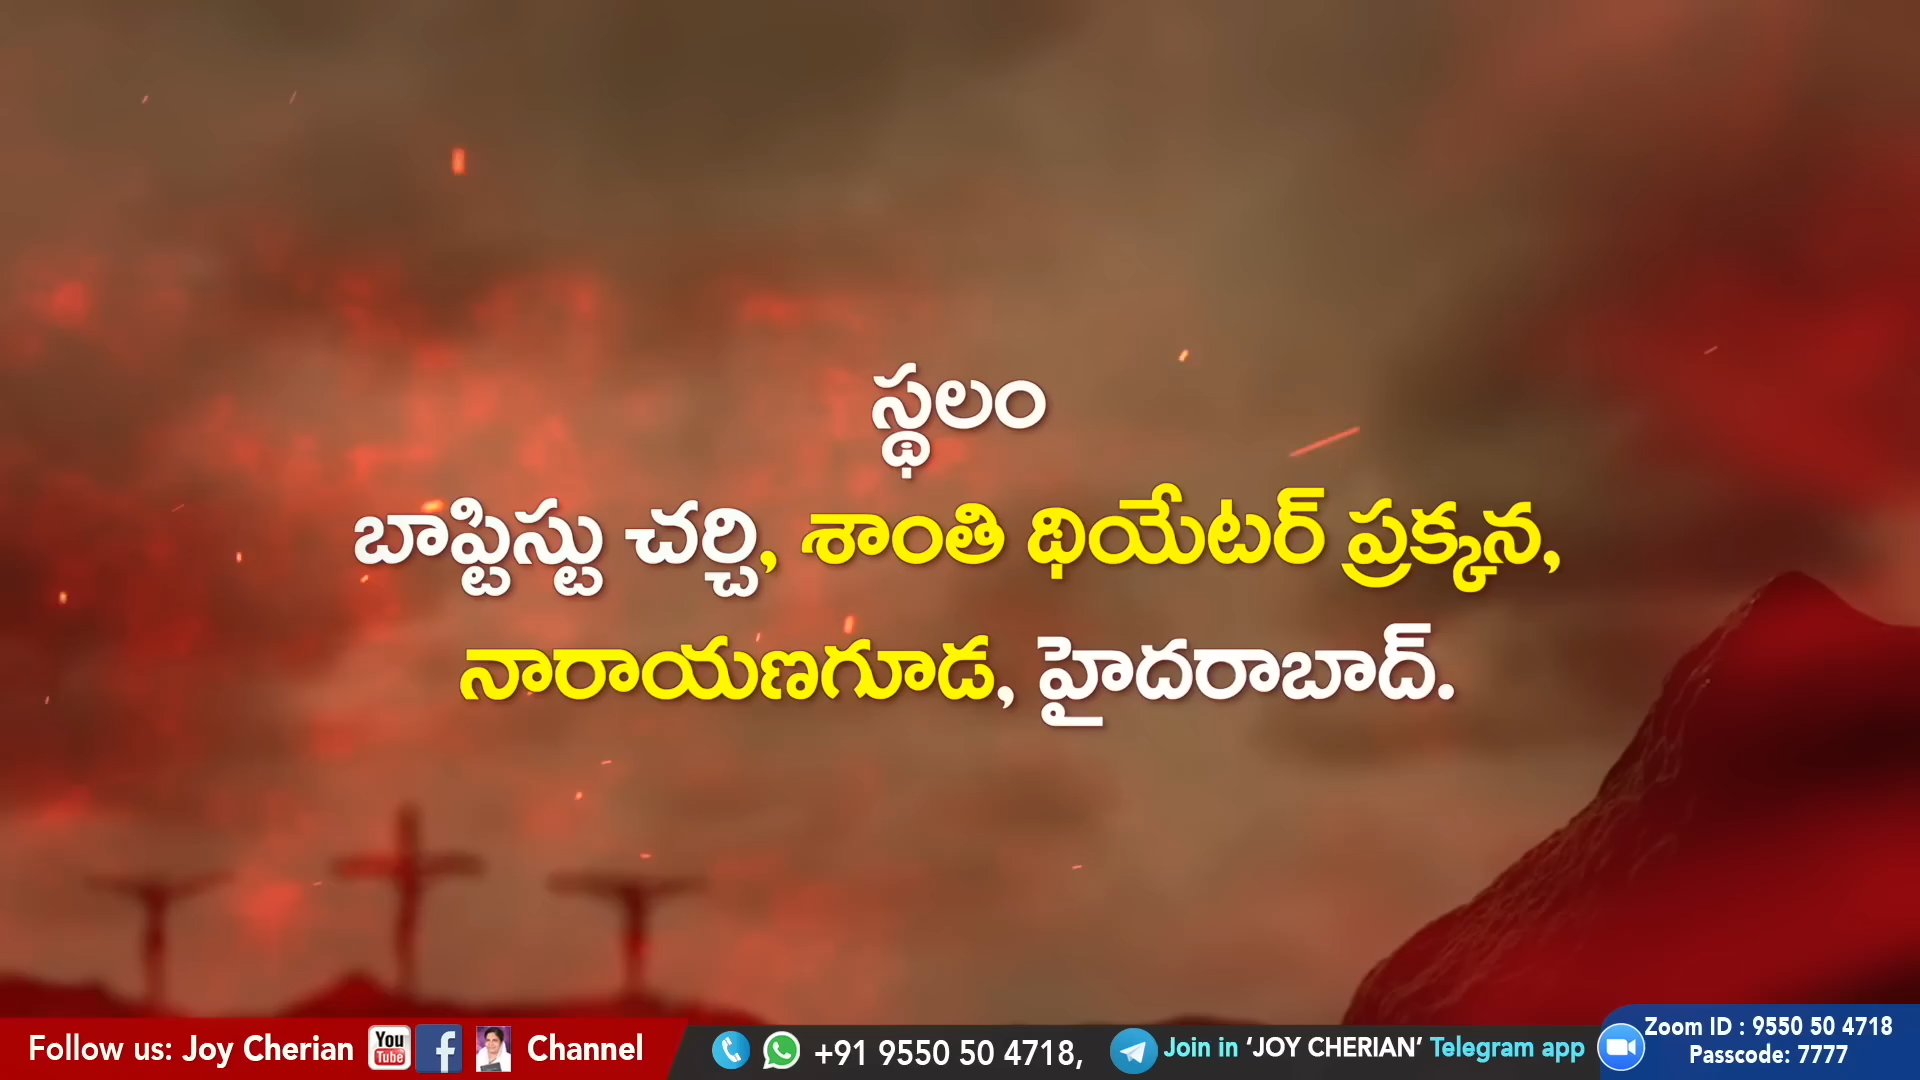 స్థలం
బాప్టిస్టు చర్చి, శాంతి థియేటర్ ప్రక్కన,
నారాయణగూడ, హైదరాబాద్.
Follow us: Joy Cherian You Tube f Channel
+91 9550 50 4718,
Join in ‘JOY CHERIAN’ Telegram app
Zoom ID : 9550 50 4718
Passcode: 7777